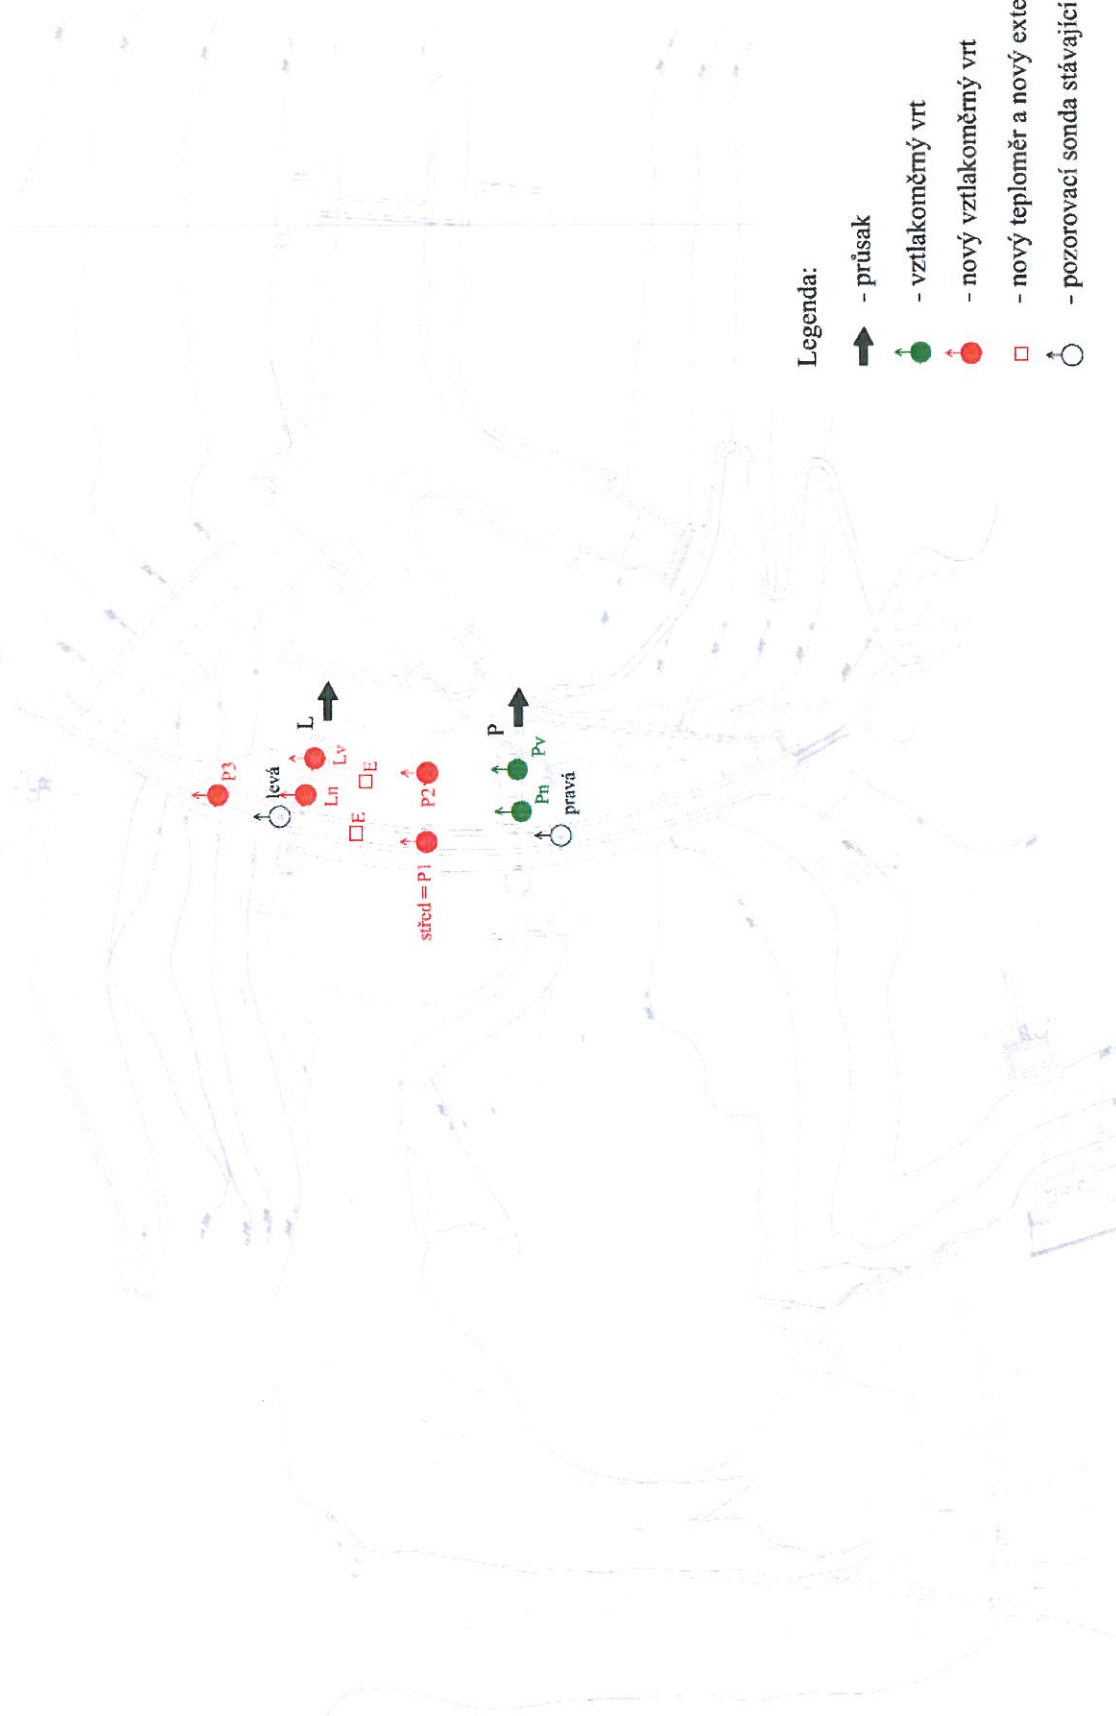 P3
levá
L
Ln
Lv
E
E
střed = P1
P2
P
Pn
Pv
pravá
Legenda:
- průsak
- vztlakoměrný vrt
- nový vztlakoměrný vrt
- nový teploměr a nový exte
- pozorovací sonda stávající